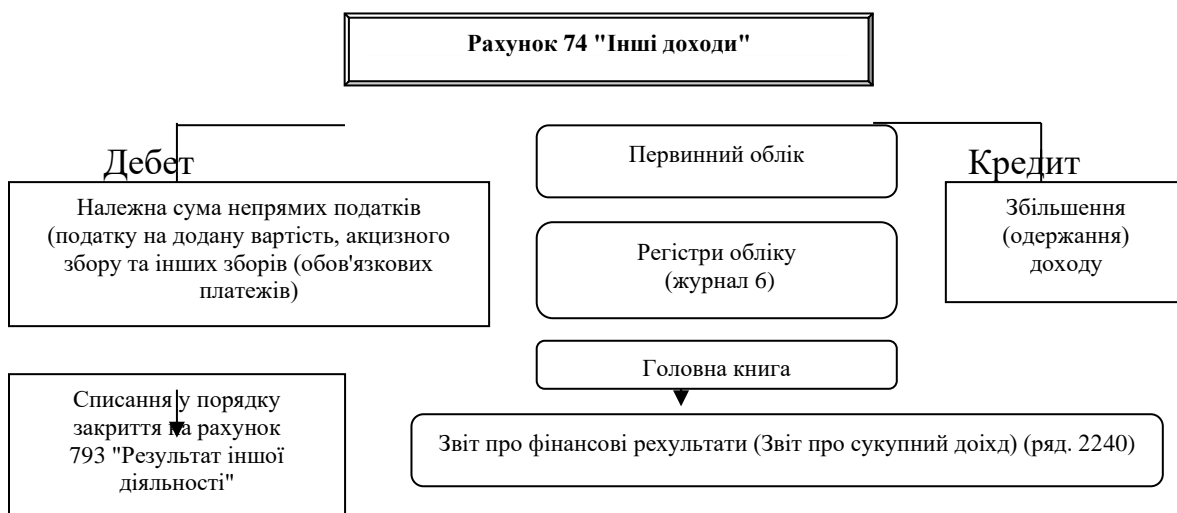 Рахунок 74 "Інші доходи"
Дебет
Належна сума непрямих податків
(податку на додану вартість, акцизного
збору та інших зборів (обов'язкових
платежів)
Списання у порядку
закриття на рахунок
793 "Результат іншої
діяльності"
Первинний облік
Регістри обліку
(журнал 6)
Головна книга
Звіт про фінансові рехультати (Звіт про сукупний доіхд) (ряд. 2240)
Кредит
Збільшення
(одержання)
доходу